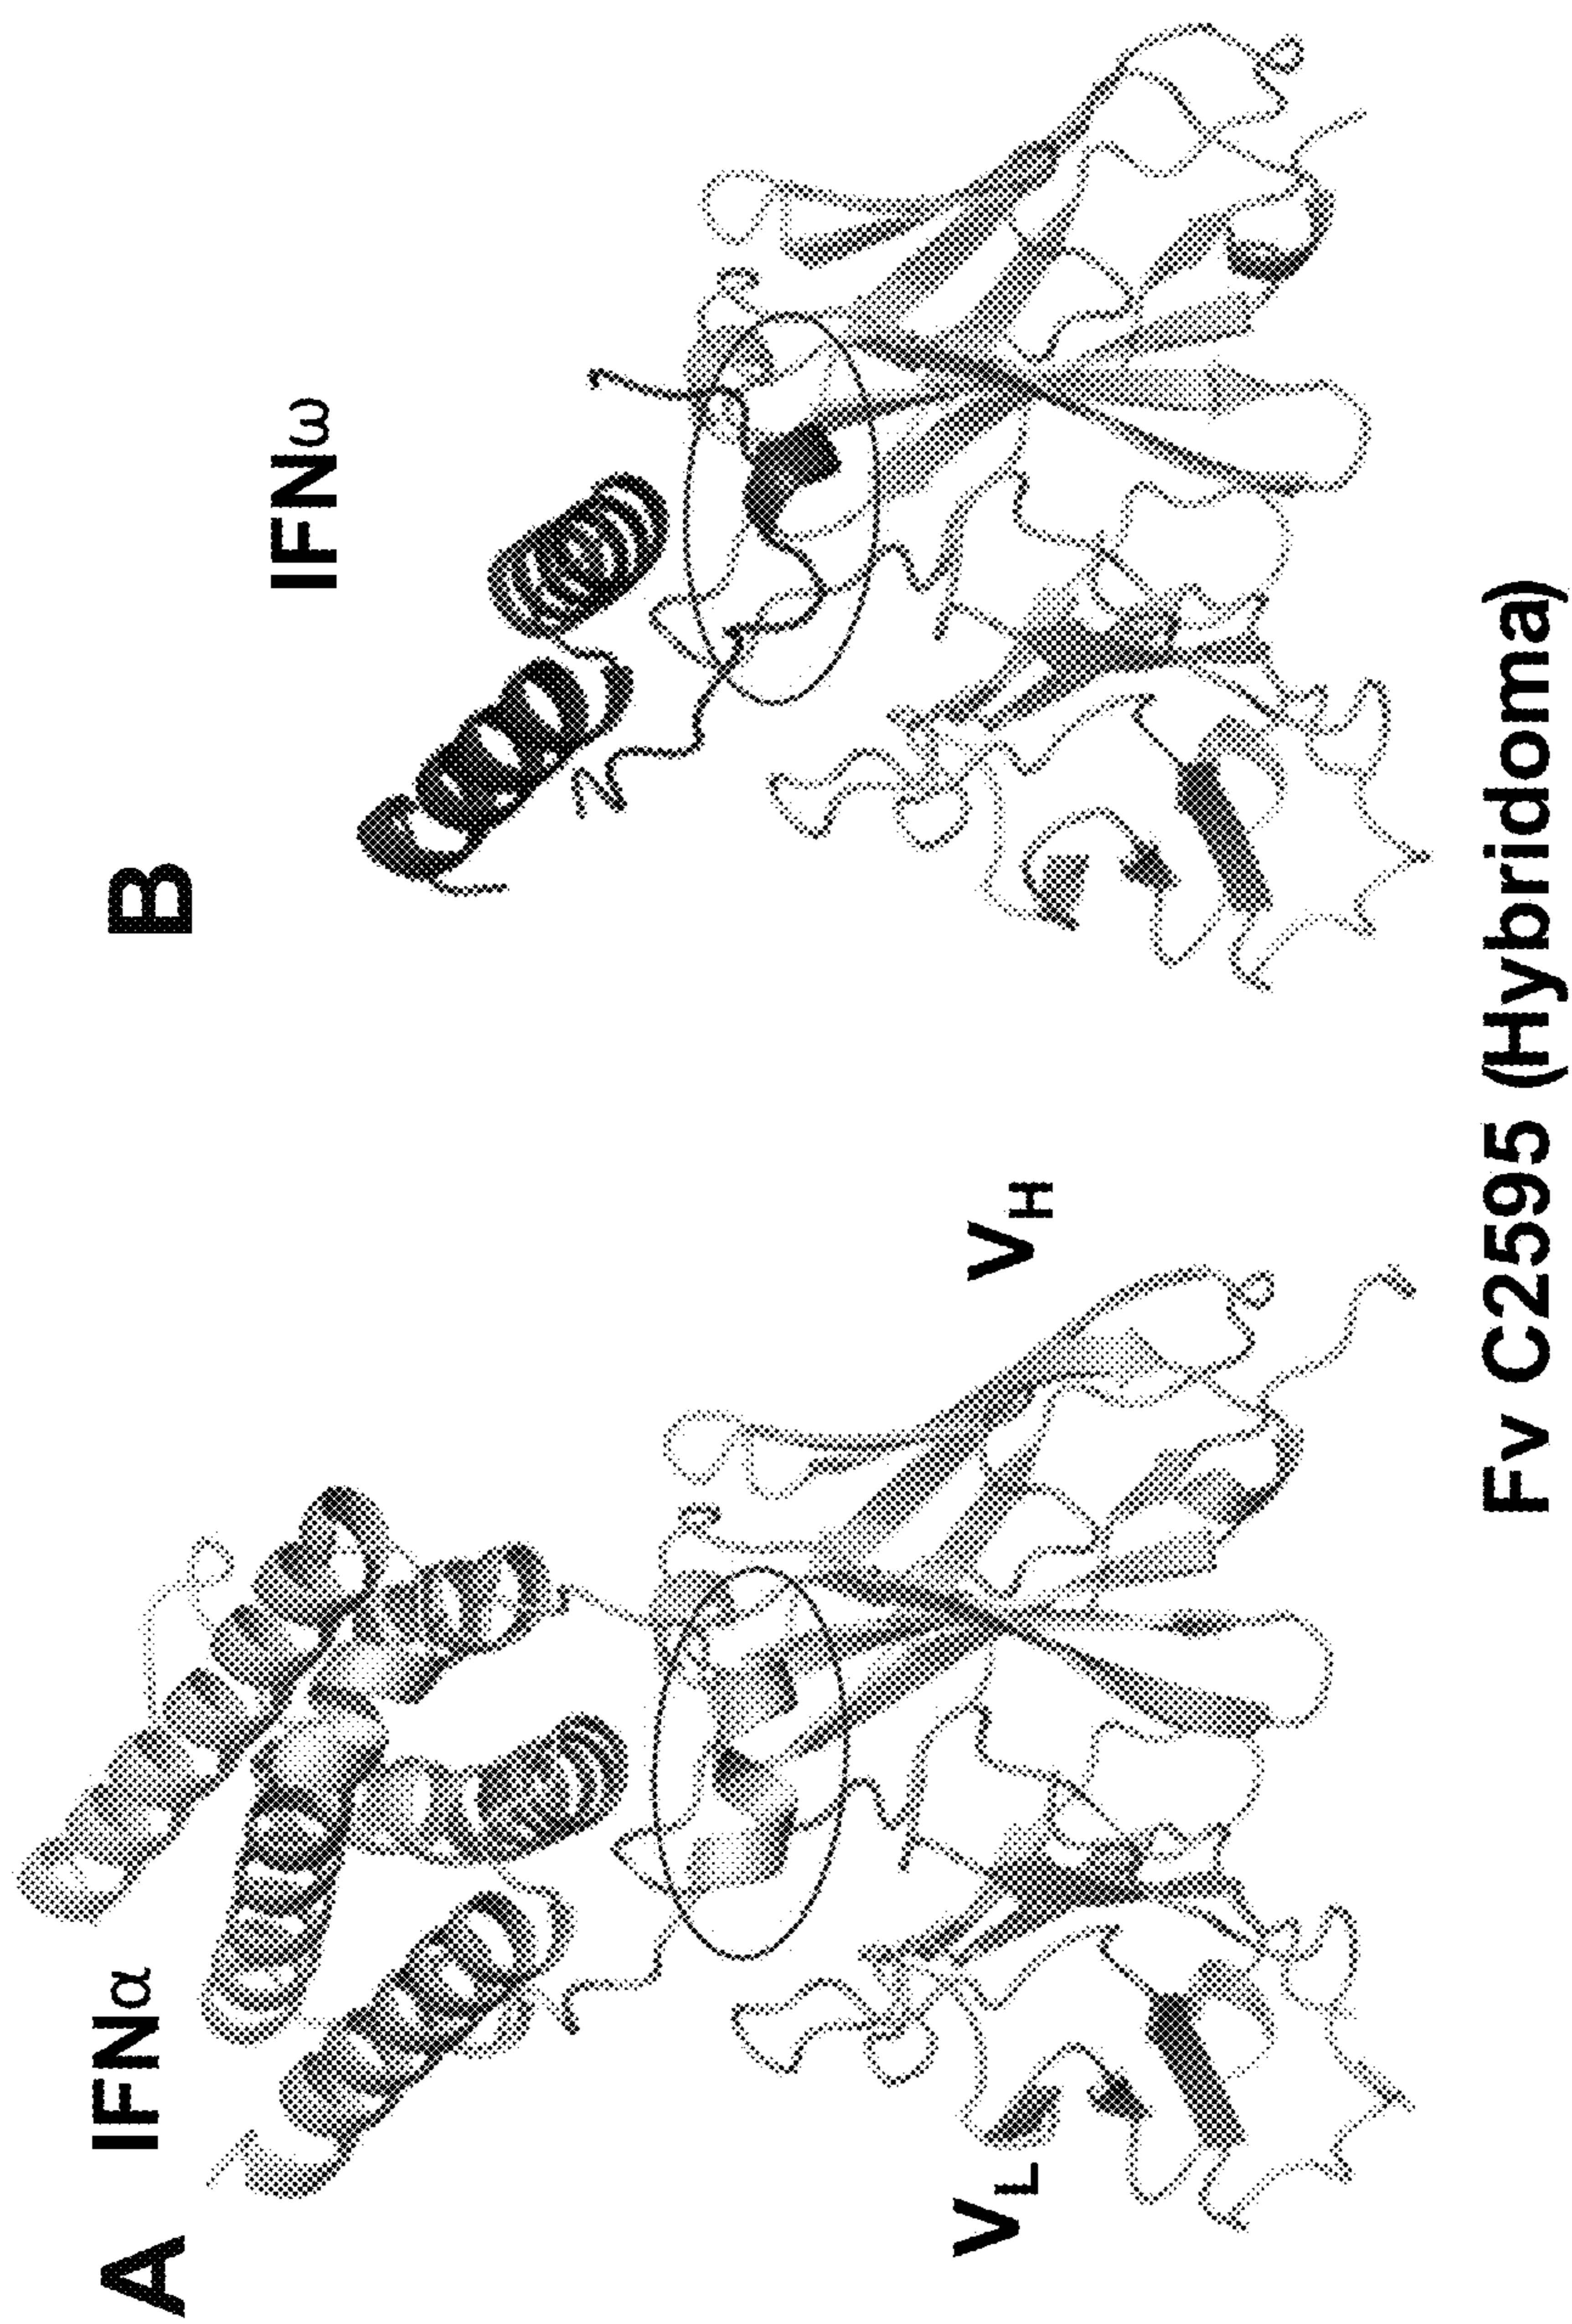 A
IFNα
B
IFNω
VL
VH
Fv C2595 (Hybridoma)